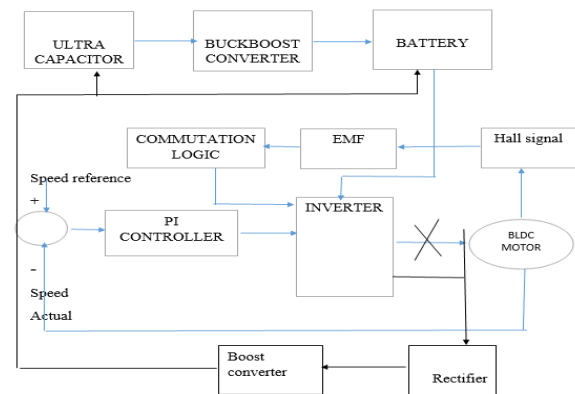 ULTRA
CAPACITOR
BUCKBOOST
CONVERTER
BATTERY
COMMUTATION
LOGIC
EMF
Hall signal
Speed reference
+
PI
CONTROLLER
INVERTER
BLDC
MOTOR
-
Speed
Actual
Boost
converter
Rectifier